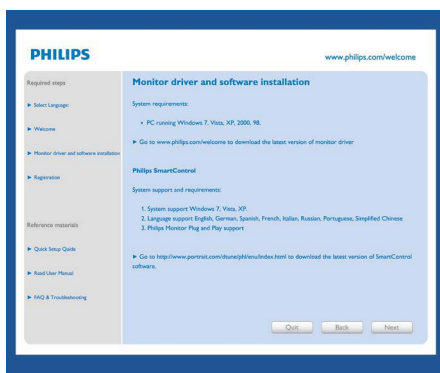 PHILIPS
www.philips.com/welcome
Required steps
► Select Language:
► Welcome
► Monitor driver and software installation
► Registration
Reference materials
► Quick Setup Quide
► Read User Manual
► FAQ & Troubleshooting
Monitor driver and software installation
System requirements:
• PC running Windows 7, Vista, XP, 2000, 98.
► Go to www.philips.com/welcome to download the latest version of monitor driver
Philips SmartControl
System support and requirements:
1. System support Windows 7, Vista, XP.
2. Language support English, German, Spanish, French, Italian, Russian, Portuguese, Simplified Chinese
3. Philips Monitor Plug and Play support
► Go to http://www.portrait.com/dtune/phl/enu/index.html to download the latest version of SmartControl
software.
Quit
Back
Next